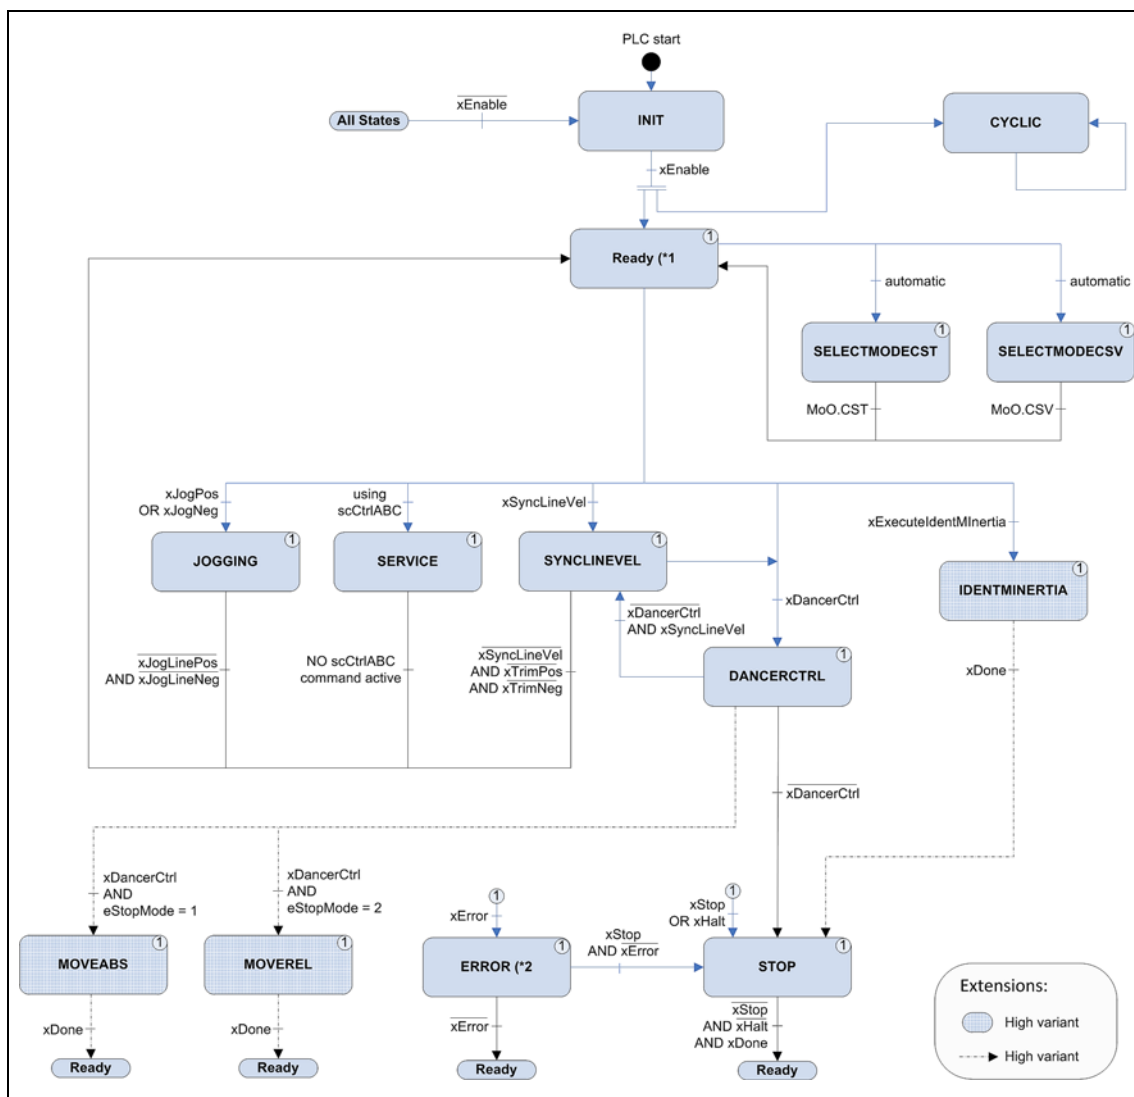 PLC start
xEnable
All States
INIT
CYCLIC
xEnable
1
Ready (*1
automatic
automatic
1
SELECTMODECST
1
SELECTMODECSV
MoO.CST
MoO.CSV
xJogPos
OR xJogNeg
using
scCtrlABC
xSyncLineVel
xExecuteIdentMInertia
1
JOGGING
1
SERVICE
1
SYNCLINEVEL
1
IDENTMINERTIA
xDancerCtrl
xDancerCtrl
AND xSyncLineVel
xJogLinePos
AND xJogLineNeg
NO scCtrlABC
command active
xSyncLineVel
AND xTrimPos
AND xTrimNeg
1
DANCERCTRL
xDone
xDancerCtrl
xDancerCtrl
AND
eStopMode = 1
xDancerCtrl
AND
eStopMode = 2
1
xError
1
xStop
OR xHalt
xStop
AND xError
1
MOVEABS
1
MOVEREL
1
ERROR (*2
1
STOP
xDone
xDone
xError
xStop
AND xHalt
AND xDone
Ready
Ready
Ready
Ready
Extensions:
High variant
High variant